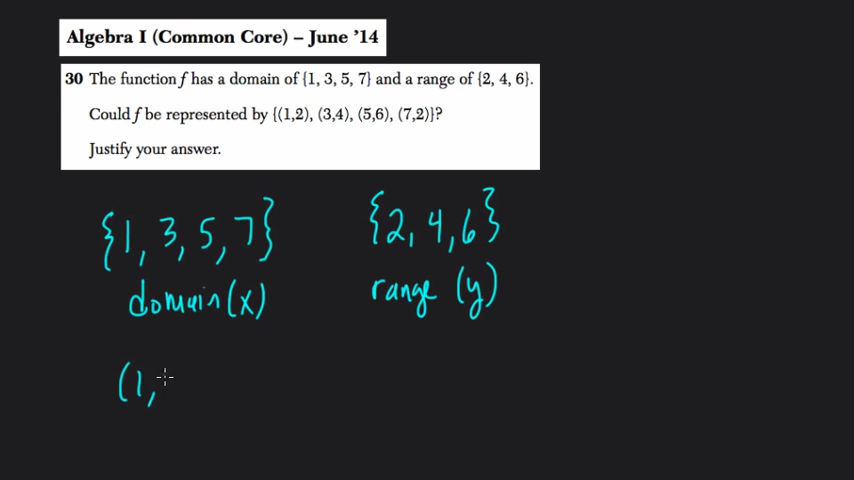 Algebra I (Common Core) – June ’14
30 The function f has a domain of {1, 3, 5, 7} and a range of {2, 4, 6}.
Could f be represented by {(1,2), (3,4), (5,6), (7,2)}?
Justify your answer.
{1, 3, 5, 7} {2, 4, 6}
domain (x) range (y)
(1,